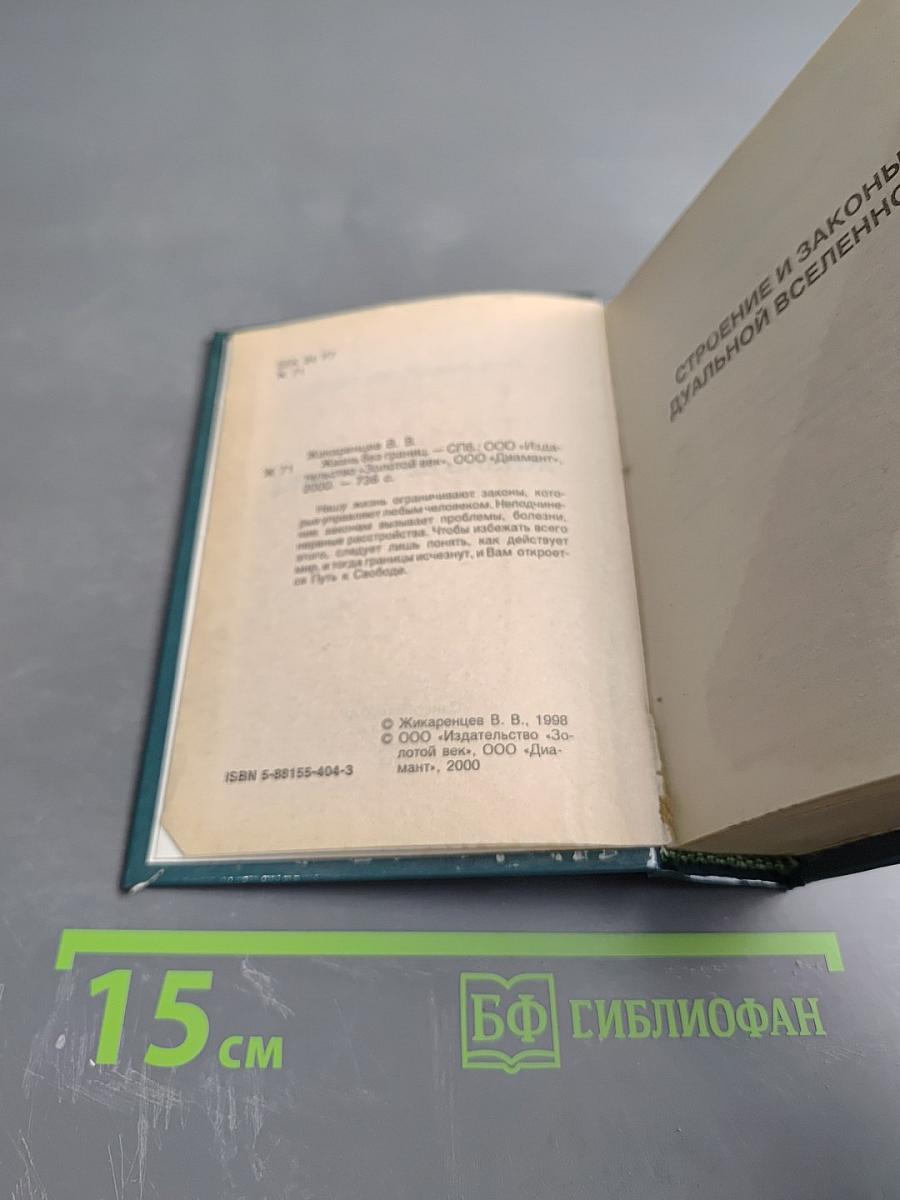 Ж 71
Жикаренцев В. В.
Ж 71 Жизнь без границ. — СПб.: ООО «Изда-
тельство «Золотой век», ООО «Диамант»,
2000. — 736 с.
Нашу жизнь ограничивают законы, кото-
рые управляют любым человеком. Неподчине-
ние законам вызывает проблемы, болезни,
нервные расстройства. Чтобы избежать всего
этого, следует лишь понять, как действует
мир, и тогда границы исчезнут, и Вам откроет-
ся Путь к Свободе.
© Жикаренцев В. В., 1998
© ООО «Издательство «Зо-
лотой век», ООО «Диа-
мант», 2000
ISBN 5-88155-404-3
СТРОЕНИЕ И ЗАКОНЫ
ДУАЛЬНОЙ ВСЕЛЕННО
15 см
БФ БИБЛИОФАН